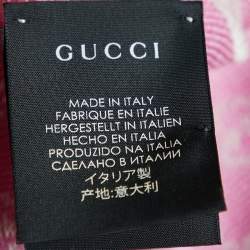 GUCCI
MADE IN ITALY
FABRIQUÉ EN ITALIE
HERGESTELLT IN ITALIEN
HECHO EN ITALIA
PRODUZIDO NA ITALIA
СДЕЛАНО В ИТАЛИИ
イタリア製
产地:意大利